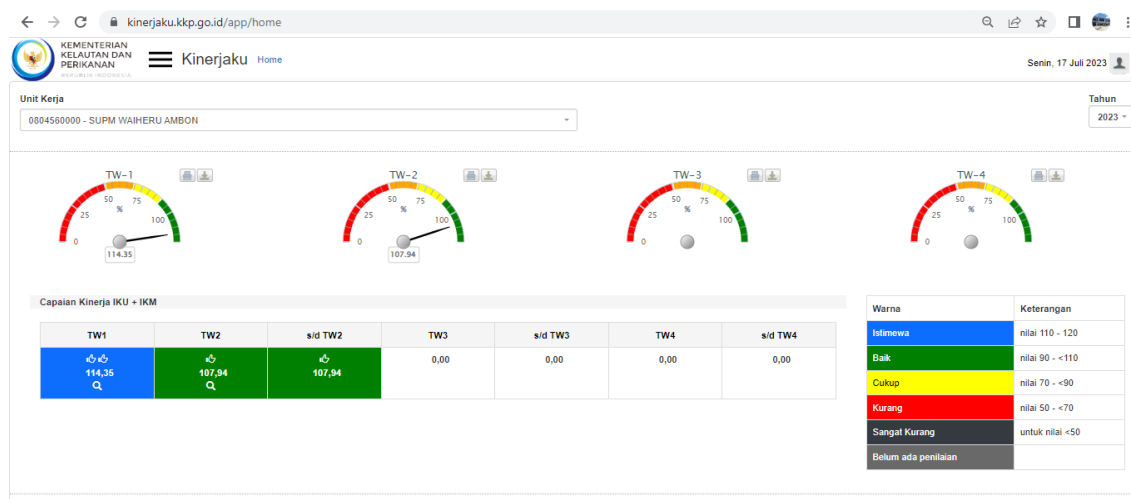 kinerjaku.kkp.go.id/app/home
KEMENTERIAN
KELAUTAN DAN
PERIKANAN
REPUBLIK INDONESIA
Kinerjaku Home
Senin, 17 Juli 2023
Unit Kerja
Tahun
0804560000 - SUPM WAIHERU AMBON
2023
TW-1
0
25
50
75
100
%
114.35
TW-2
0
25
50
75
100
%
107.94
TW-3
0
25
50
75
100
%
TW-4
0
25
50
75
100
%
Capaian Kinerja IKU + IKM
TW1 TW2 s/d TW2 TW3 s/d TW3 TW4 s/d TW4
114,35 107,94 107,94 0,00 0,00 0,00 0,00
Warna Keterangan
Istimewa nilai 110 - 120
Baik nilai 90 - <110
Cukup nilai 70 - <90
Kurang nilai 50 - <70
Sangat Kurang untuk nilai <50
Belum ada penilaian